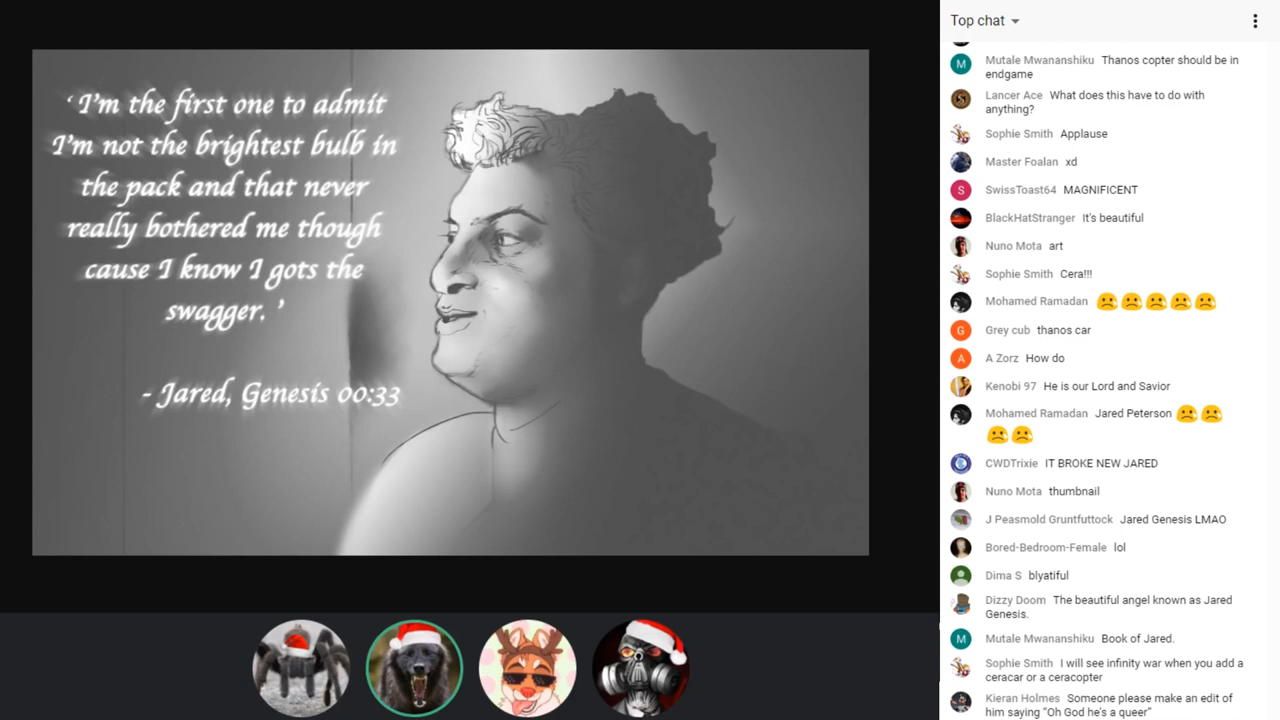 ‘ I'm the first one to admit
I'm not the brightest bulb in
the pack and that never
really bothered me though
cause I know I gots the
swagger. ’
- Jared, Genesis 00:33
Top chat
M Mutale Mwananshiku Thanos copter should be in
endgame
Lancer Ace What does this have to do with
anything?
Sophie Smith Applause
Master Foalan xd
S SwissToast64 MAGNIFICENT
BlackHatStranger It's beautiful
Nuno Mota art
Sophie Smith Cera!!!
Mohamed Ramadan
G Grey cub thanos car
A A Zorz How do
Kenobi 97 He is our Lord and Savior
Mohamed Ramadan Jared Peterson
CWDTrixie IT BROKE NEW JARED
Nuno Mota thumbnail
J Peasmold Gruntfuttock Jared Genesis LMAO
Bored-Bedroom-Female lol
Dima S blyatiful
Dizzy Doom The beautiful angel known as Jared
Genesis.
M Mutale Mwananshiku Book of Jared.
Sophie Smith I will see infinity war when you add a
ceracar or a ceracopter
Kieran Holmes Someone please make an edit of
him saying “Oh God he's a queer”